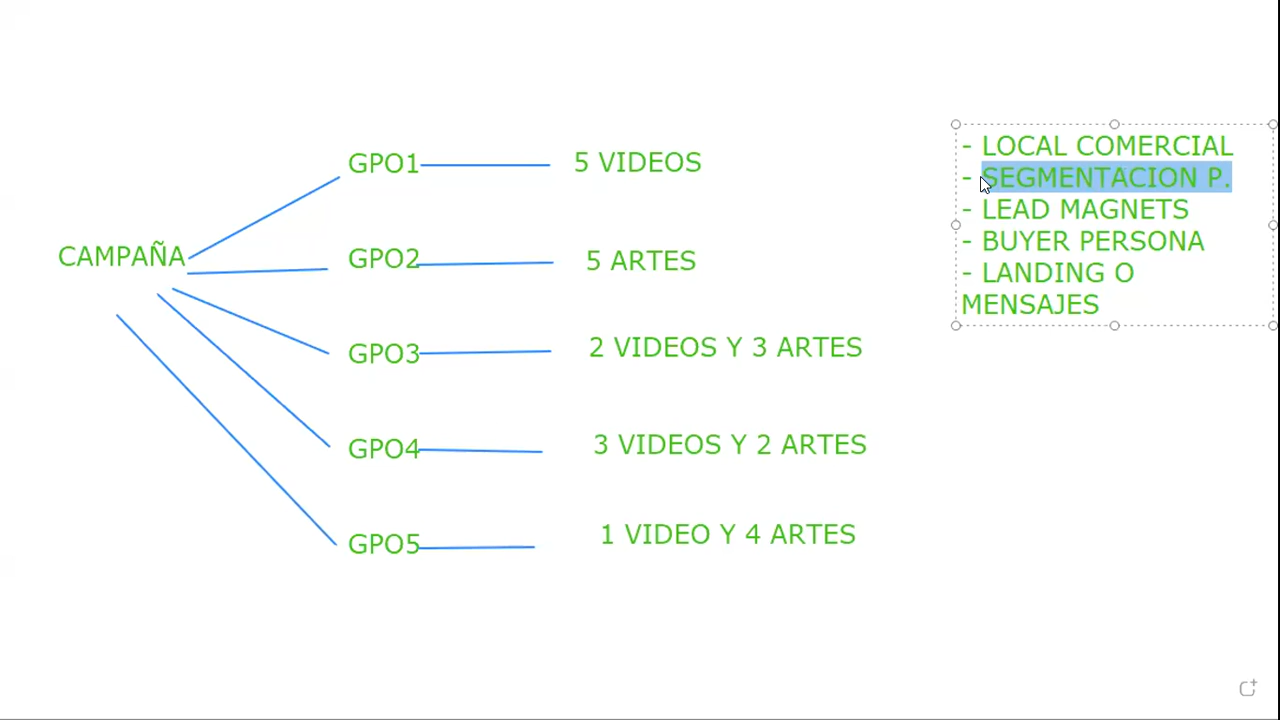 CAMPAÑA
GPO1
5 VIDEOS
GPO2
5 ARTES
GPO3
2 VIDEOS Y 3 ARTES
GPO4
3 VIDEOS Y 2 ARTES
GPO5
1 VIDEO Y 4 ARTES
- LOCAL COMERCIAL
- SEGMENTACION P.
- LEAD MAGNETS
- BUYER PERSONA
- LANDING O
MENSAJES